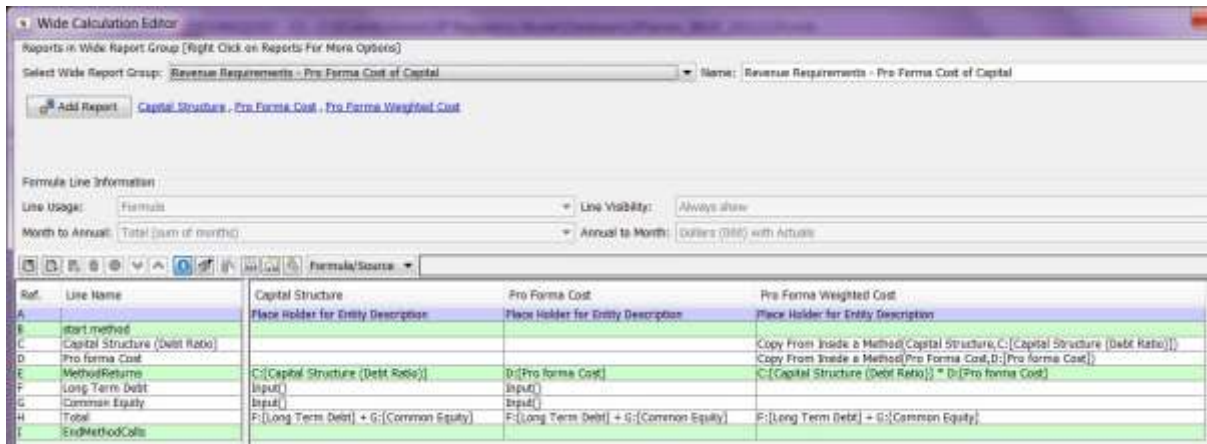 Wide Calculation Editor
Reports in Wide Report Group [Right Click on Reports For More Options]
Select Wide Report Group: Revenue Requirements - Pro Forma Cost of Capital Name: Revenue Requirements - Pro Forma Cost of Capital
Add Report Capital Structure , Pro Forma Cost , Pro Forma Weighted Cost
Formula Line Information
Line Usage: Formula Line Visibility: Always show
Month to Annual: Total (sum of months) Annual to Month: Dollars (000) with Actuals
Formula/Source
Ref. Line Name Capital Structure Pro Forma Cost Pro Forma Weighted Cost
A Place Holder for Entity Description Place Holder for Entity Description Place Holder for Entity Description
B start method
C Capital Structure (Debt Ratio) Copy From Inside a Method(Capital Structure,C:[Capital Structure (Debt Ratio)])
D Pro forma Cost Copy From Inside a Method(Pro Forma Cost,D:[Pro forma Cost])
E MethodReturns C:[Capital Structure (Debt Ratio)] D:[Pro forma Cost] C:[Capital Structure (Debt Ratio)] * D:[Pro forma Cost]
F Long Term Debt Input() Input()
G Common Equity Input() Input()
H Total F:[Long Term Debt] + G:[Common Equity] F:[Long Term Debt] + G:[Common Equity] F:[Long Term Debt] + G:[Common Equity]
I EndMethodCalls